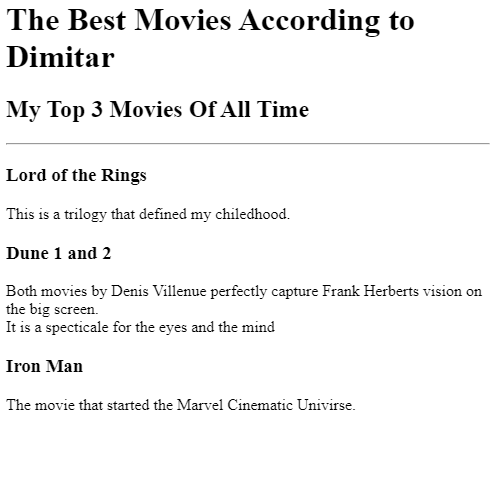 The Best Movies According to
Dimitar
My Top 3 Movies Of All Time
Lord of the Rings
This is a trilogy that defined my chiledhood.
Dune 1 and 2
Both movies by Denis Villenue perfectly capture Frank Herberts vision on
the big screen.
It is a specticale for the eyes and the mind
Iron Man
The movie that started the Marvel Cinematic Univirse.